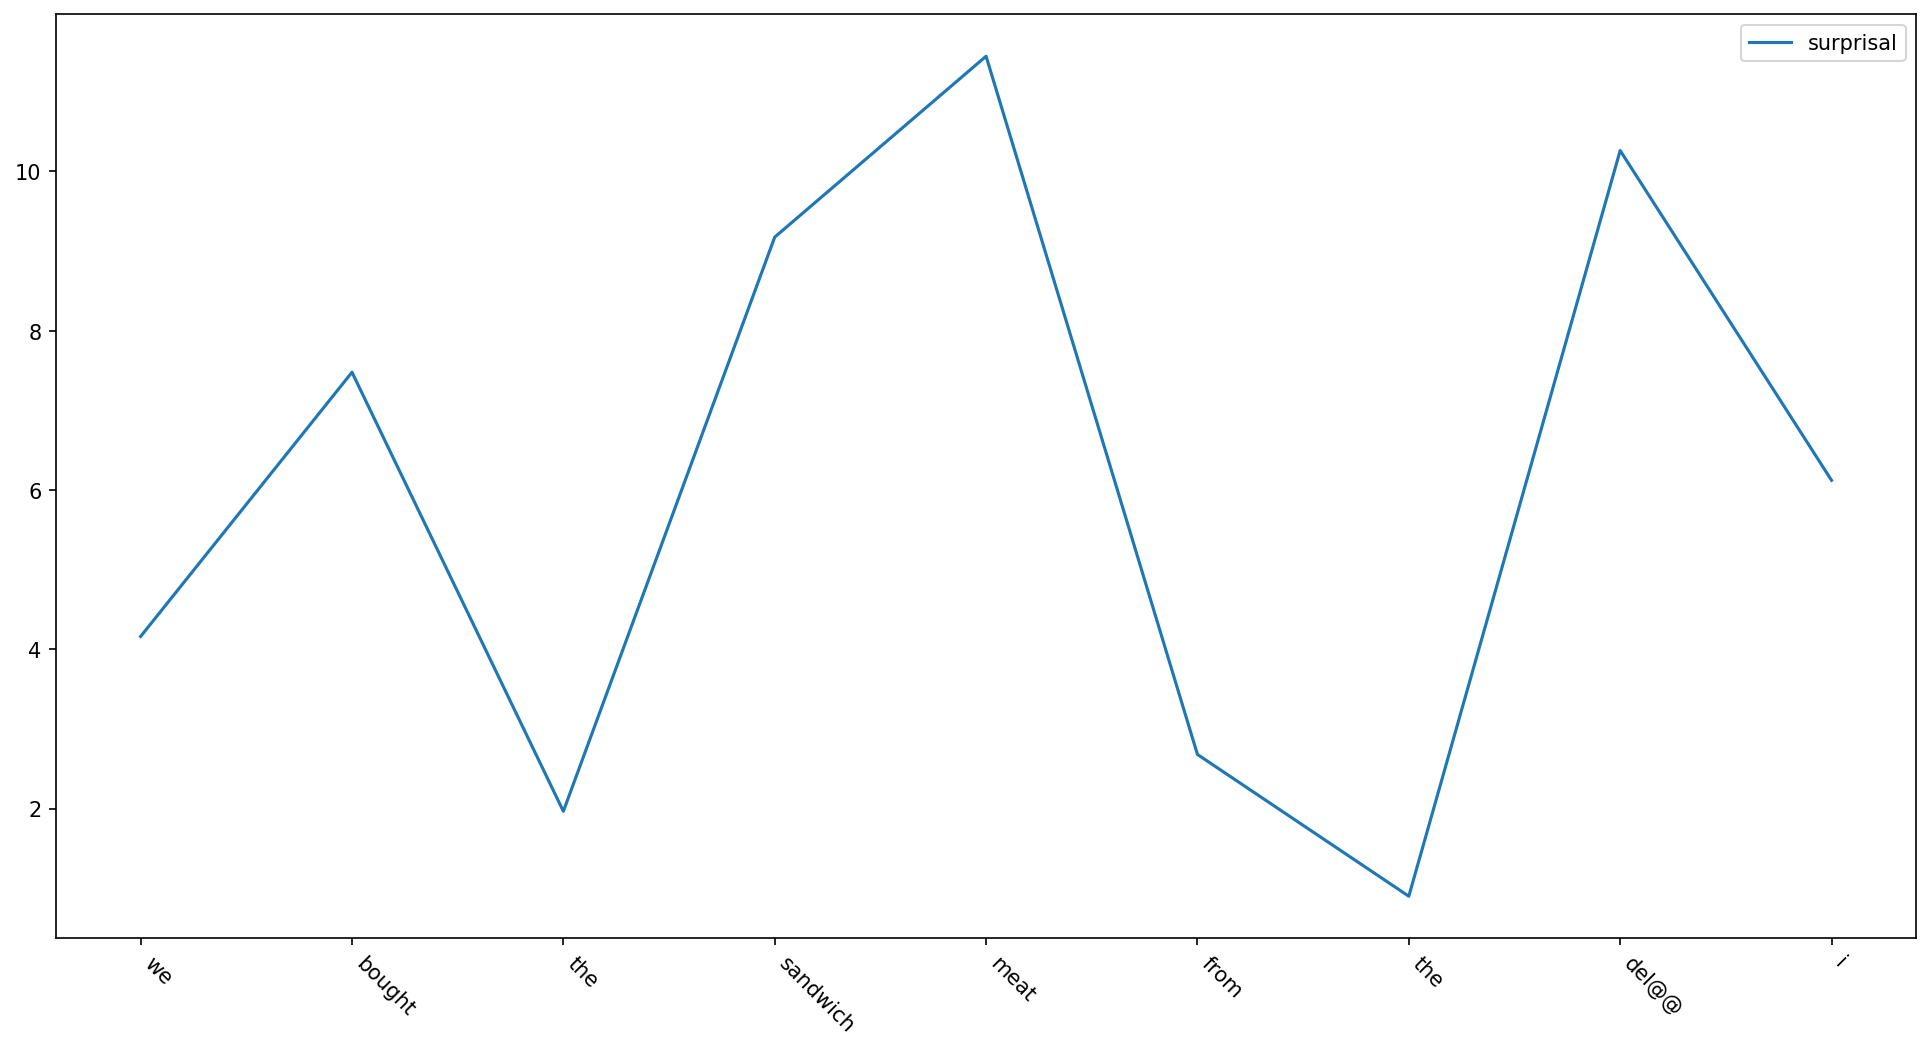 surprisal
10
8
6
4
2
we
bought
the
sandwich
meat
from
the
del@@
i